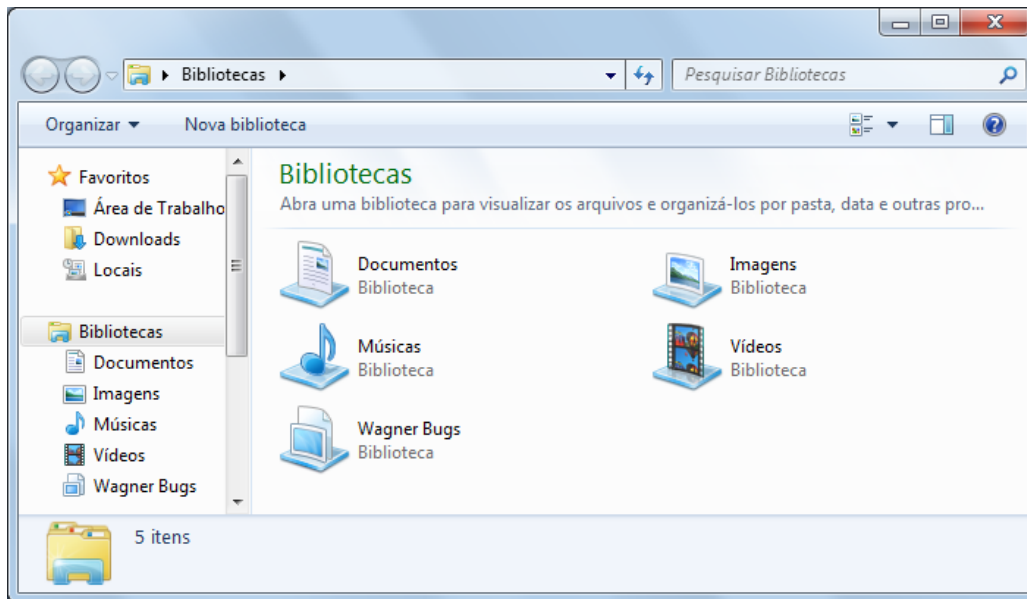 Bibliotecas
Pesquisar Bibliotecas
Organizar
Nova biblioteca
Favoritos
Área de Trabalho
Downloads
Locais
Bibliotecas
Documentos
Imagens
Músicas
Vídeos
Wagner Bugs
Bibliotecas
Abra uma biblioteca para visualizar os arquivos e organizá-los por pasta, data e outras pro...
Documentos
Biblioteca
Imagens
Biblioteca
Músicas
Biblioteca
Vídeos
Biblioteca
Wagner Bugs
Biblioteca
5 itens